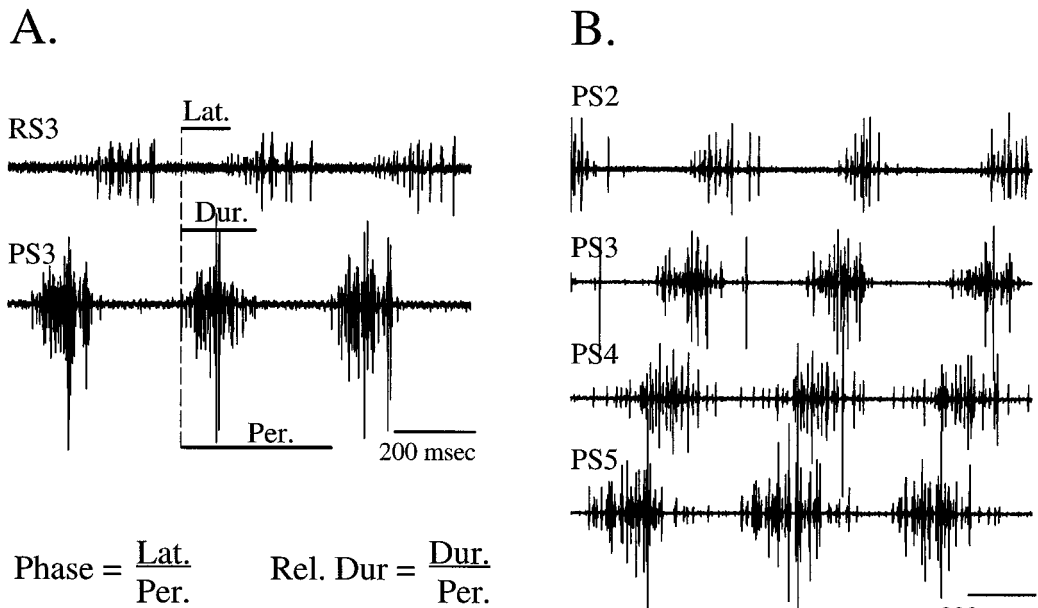 A.
RS3
Lat.
Dur.
PS3
Per.
200 msec
Phase = Lat.
Per.
Rel. Dur = Dur.
Per.
B.
PS2
PS3
PS4
PS5